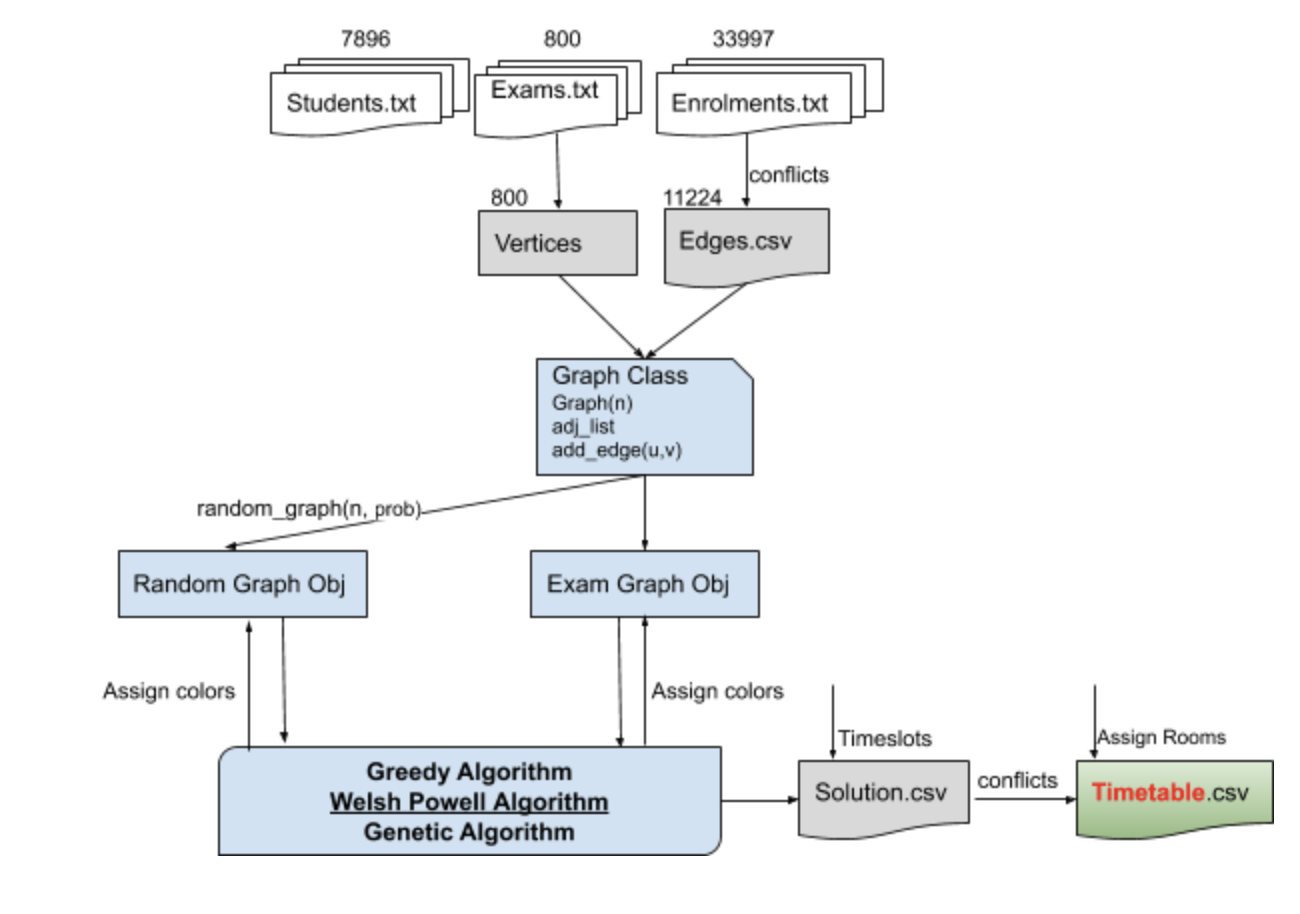 7896
800
33997
Students.txt
Exams.txt
Enrolments.txt
conflicts
800
11224
Vertices
Edges.csv
Graph Class
Graph(n)
adj_list
add_edge(u,v)
random_graph(n, prob)
Random Graph Obj
Exam Graph Obj
Assign colors
Assign colors
Timeslots
Assign Rooms
Greedy Algorithm
Welsh Powell Algorithm
Genetic Algorithm
Solution.csv
conflicts
Timetable.csv